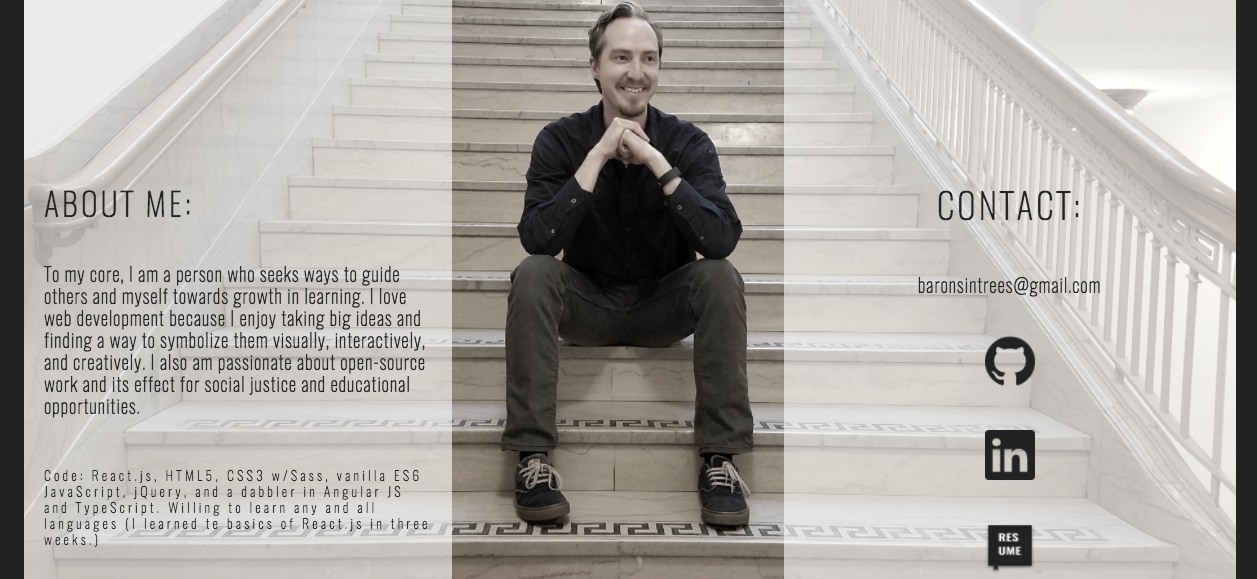 ABOUT ME:
To my core, I am a person who seeks ways to guide
others and myself towards growth in learning. I love
web development because I enjoy taking big ideas and
finding a way to symbolize them visually, interactively,
and creatively. I also am passionate about open-source
work and its effect for social justice and educational
opportunities.
Code: React.js, HTML5, CSS3 w/Sass, vanilla ES6
JavaScript, jQuery, and a dabbler in Angular JS
and TypeScript. Willing to learn any and all
languages (I learned te basics of React.js in three
weeks.)
CONTACT:
baronsintrees@gmail.com
in
RES
UME